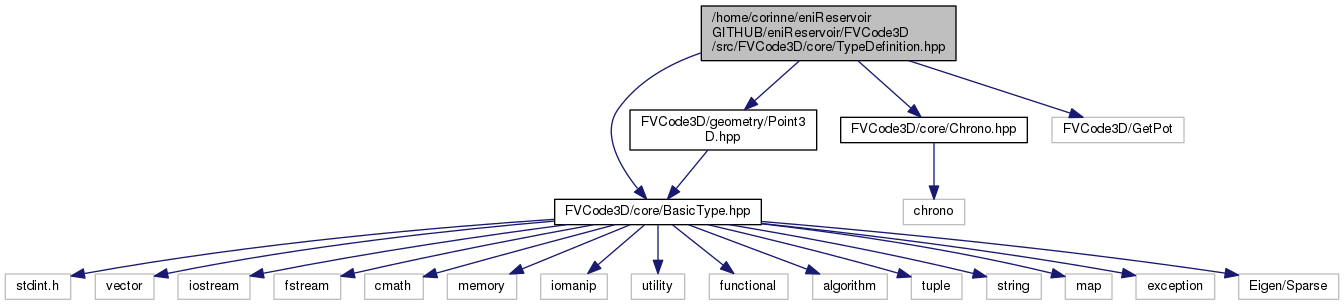 /home/corinne/eniReservoir
GITHUB/eniReservoir/FVCode3D
/src/FVCode3D/core/TypeDefinition.hpp
FVCode3D/geometry/Point3
D.hpp
FVCode3D/core/Chrono.hpp
FVCode3D/GetPot
FVCode3D/core/BasicType.hpp
chrono
stdint.h
vector
iostream
fstream
cmath
memory
iomanip
utility
functional
algorithm
tuple
string
map
exception
Eigen/Sparse